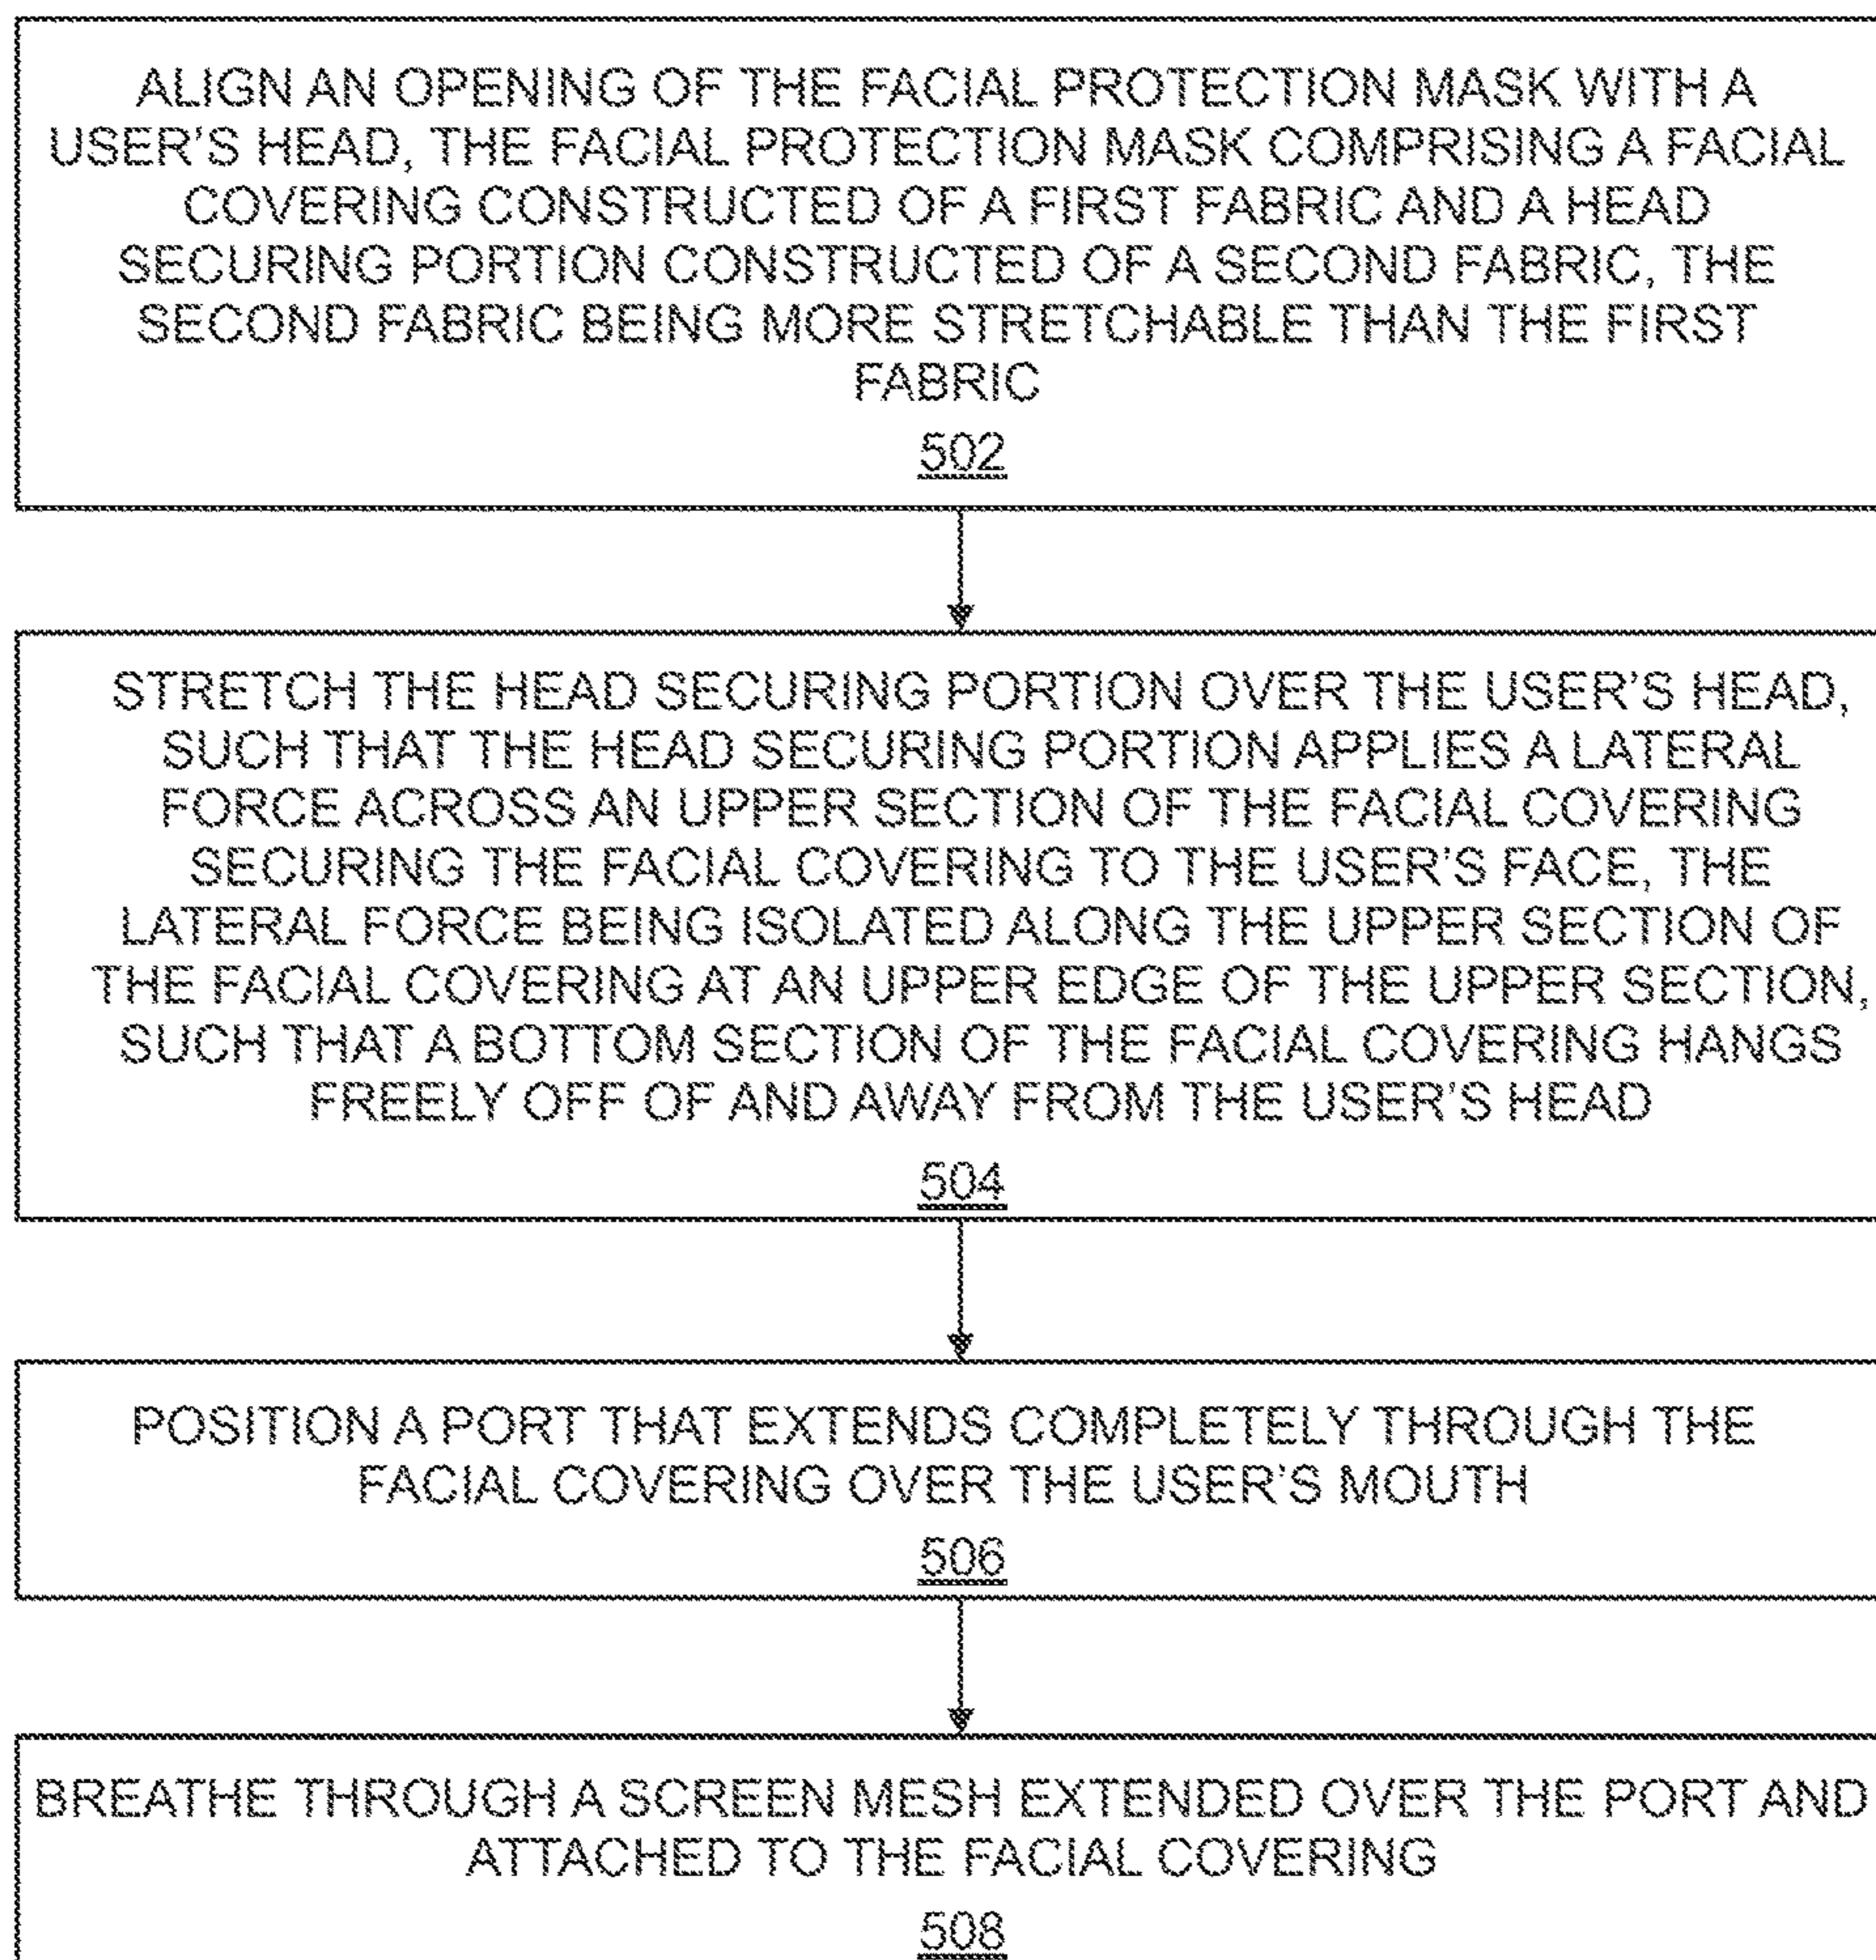 ALIGN AN OPENING OF THE FACIAL PROTECTION MASK WITH A
USER'S HEAD, THE FACIAL PROTECTION MASK COMPRISING A FACIAL
COVERING CONSTRUCTED OF A FIRST FABRIC AND A HEAD
SECURING PORTION CONSTRUCTED OF A SECOND FABRIC, THE
SECOND FABRIC BEING MORE STRETCHABLE THAN THE FIRST
FABRIC
502
STRETCH THE HEAD SECURING PORTION OVER THE USER'S HEAD,
SUCH THAT THE HEAD SECURING PORTION APPLIES A LATERAL
FORCE ACROSS AN UPPER SECTION OF THE FACIAL COVERING
SECURING THE FACIAL COVERING TO THE USER'S FACE, THE
LATERAL FORCE BEING ISOLATED ALONG THE UPPER SECTION OF
THE FACIAL COVERING AT AN UPPER EDGE OF THE UPPER SECTION,
SUCH THAT A BOTTOM SECTION OF THE FACIAL COVERING HANGS
FREELY OFF OF AND AWAY FROM THE USER'S HEAD
504
POSITION A PORT THAT EXTENDS COMPLETELY THROUGH THE
FACIAL COVERING OVER THE USER'S MOUTH
506
BREATHE THROUGH A SCREEN MESH EXTENDED OVER THE PORT AND
ATTACHED TO THE FACIAL COVERING
508